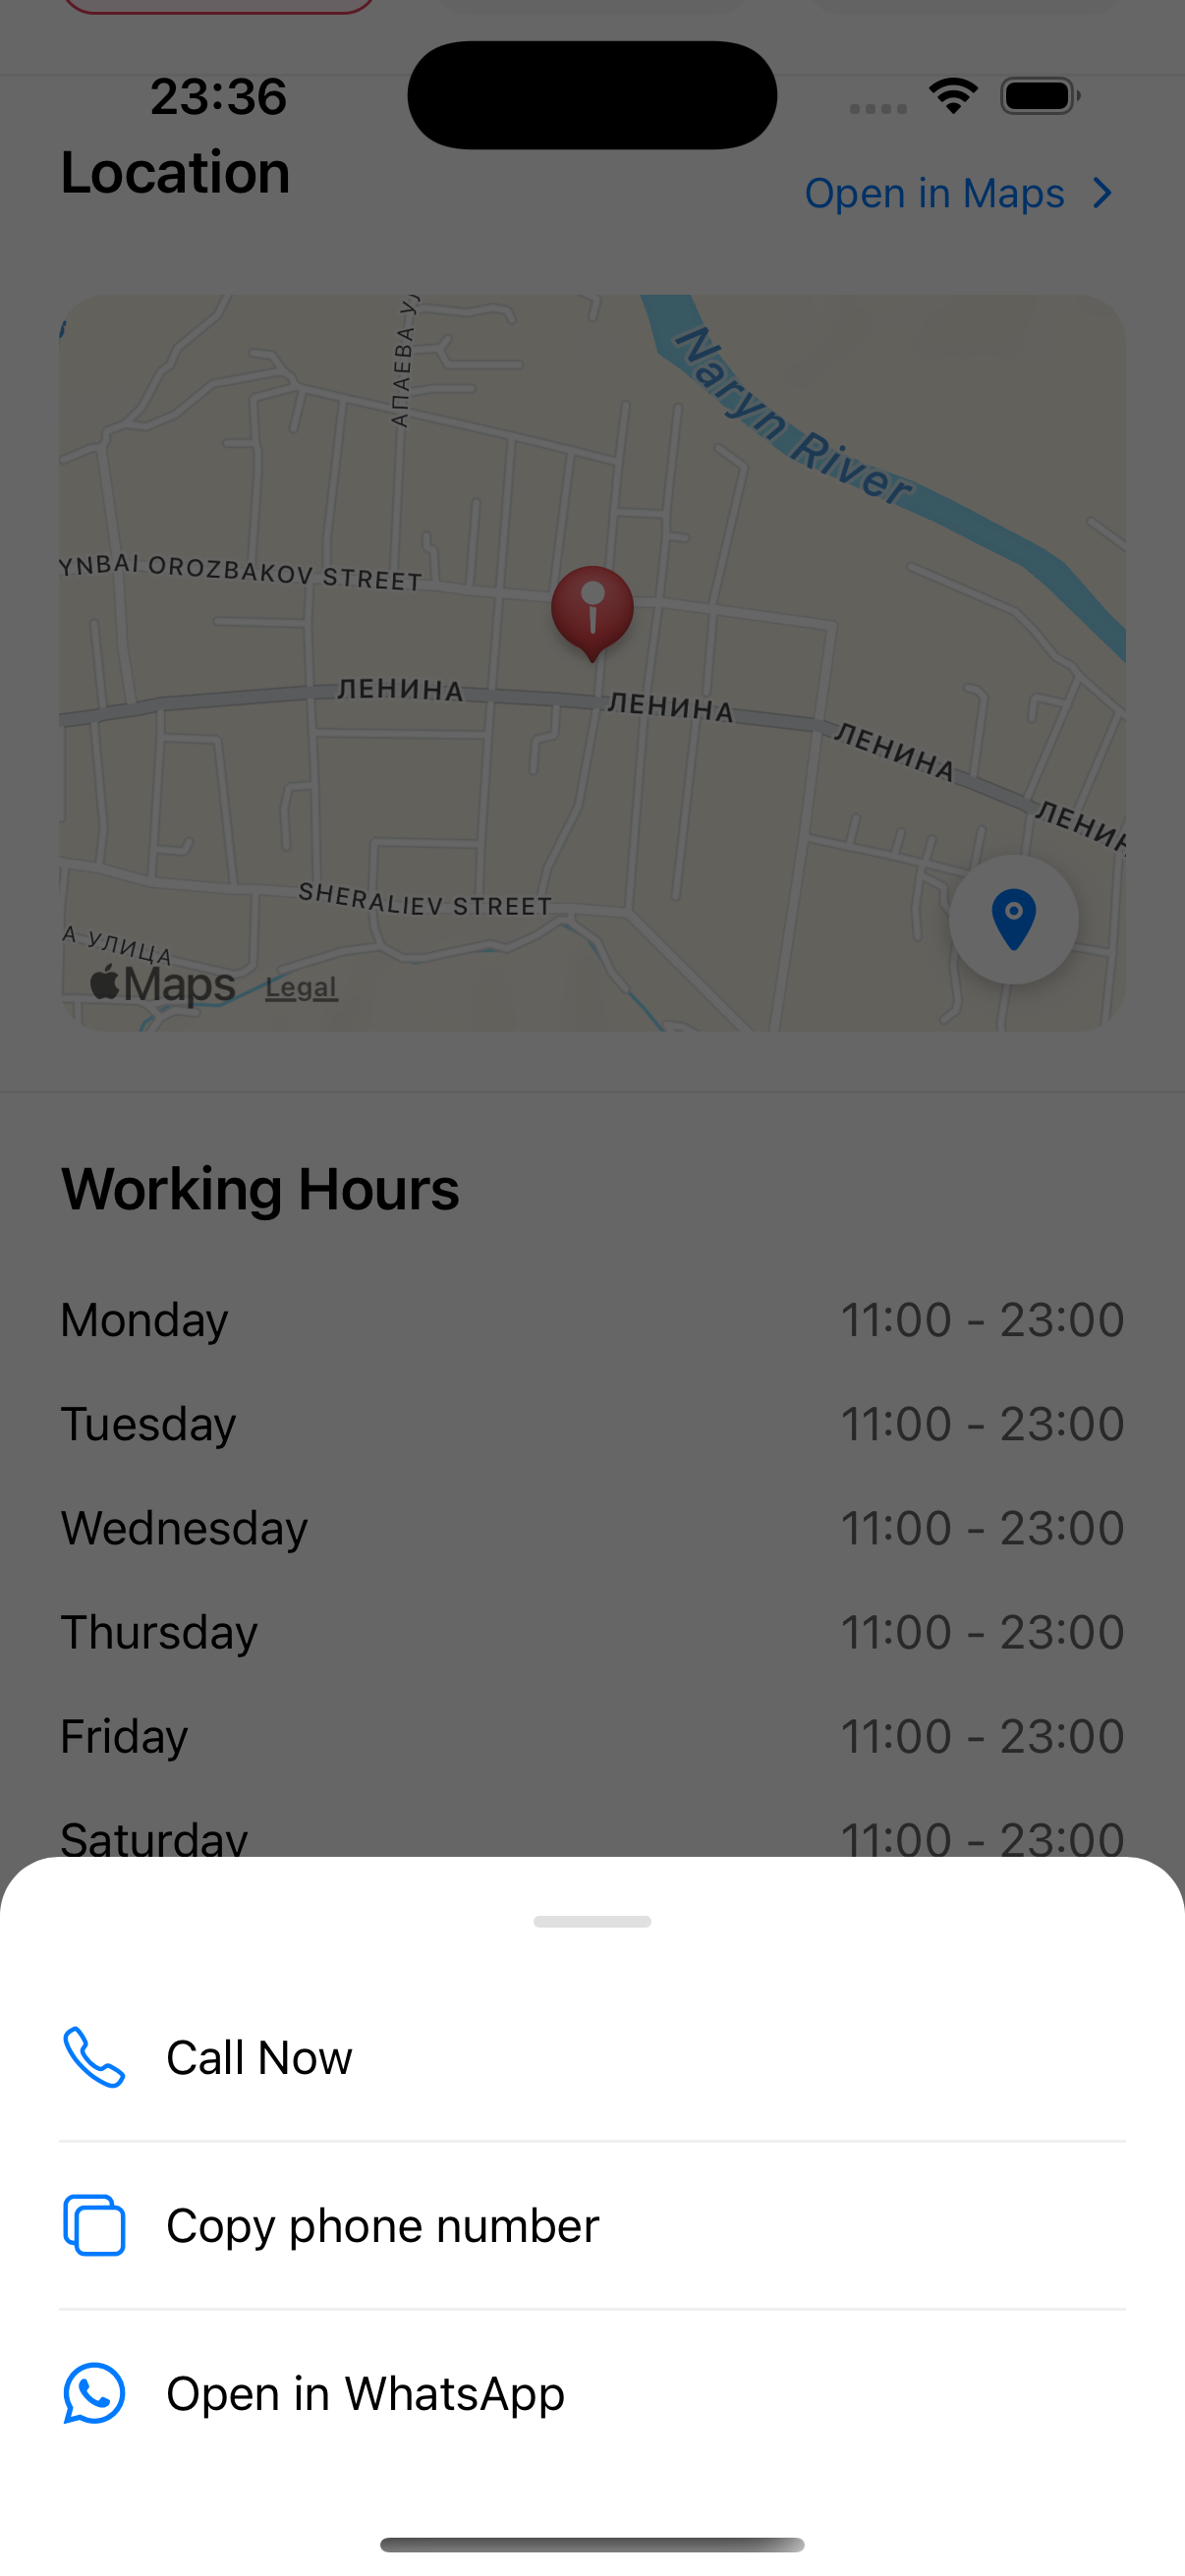 23:36
Location
Open in Maps
АПАЕВА У
Naryn River
YNBAI OROZBAKOV STREET
ЛЕНИНА
ЛЕНИНА
ЛЕНИНА
ЛЕНИН
SHERALIEV STREET
А УЛИЦА
Maps Legal
Working Hours
Monday 11:00 - 23:00
Tuesday 11:00 - 23:00
Wednesday 11:00 - 23:00
Thursday 11:00 - 23:00
Friday 11:00 - 23:00
Saturday 11:00 - 23:00
Call Now
Copy phone number
Open in WhatsApp